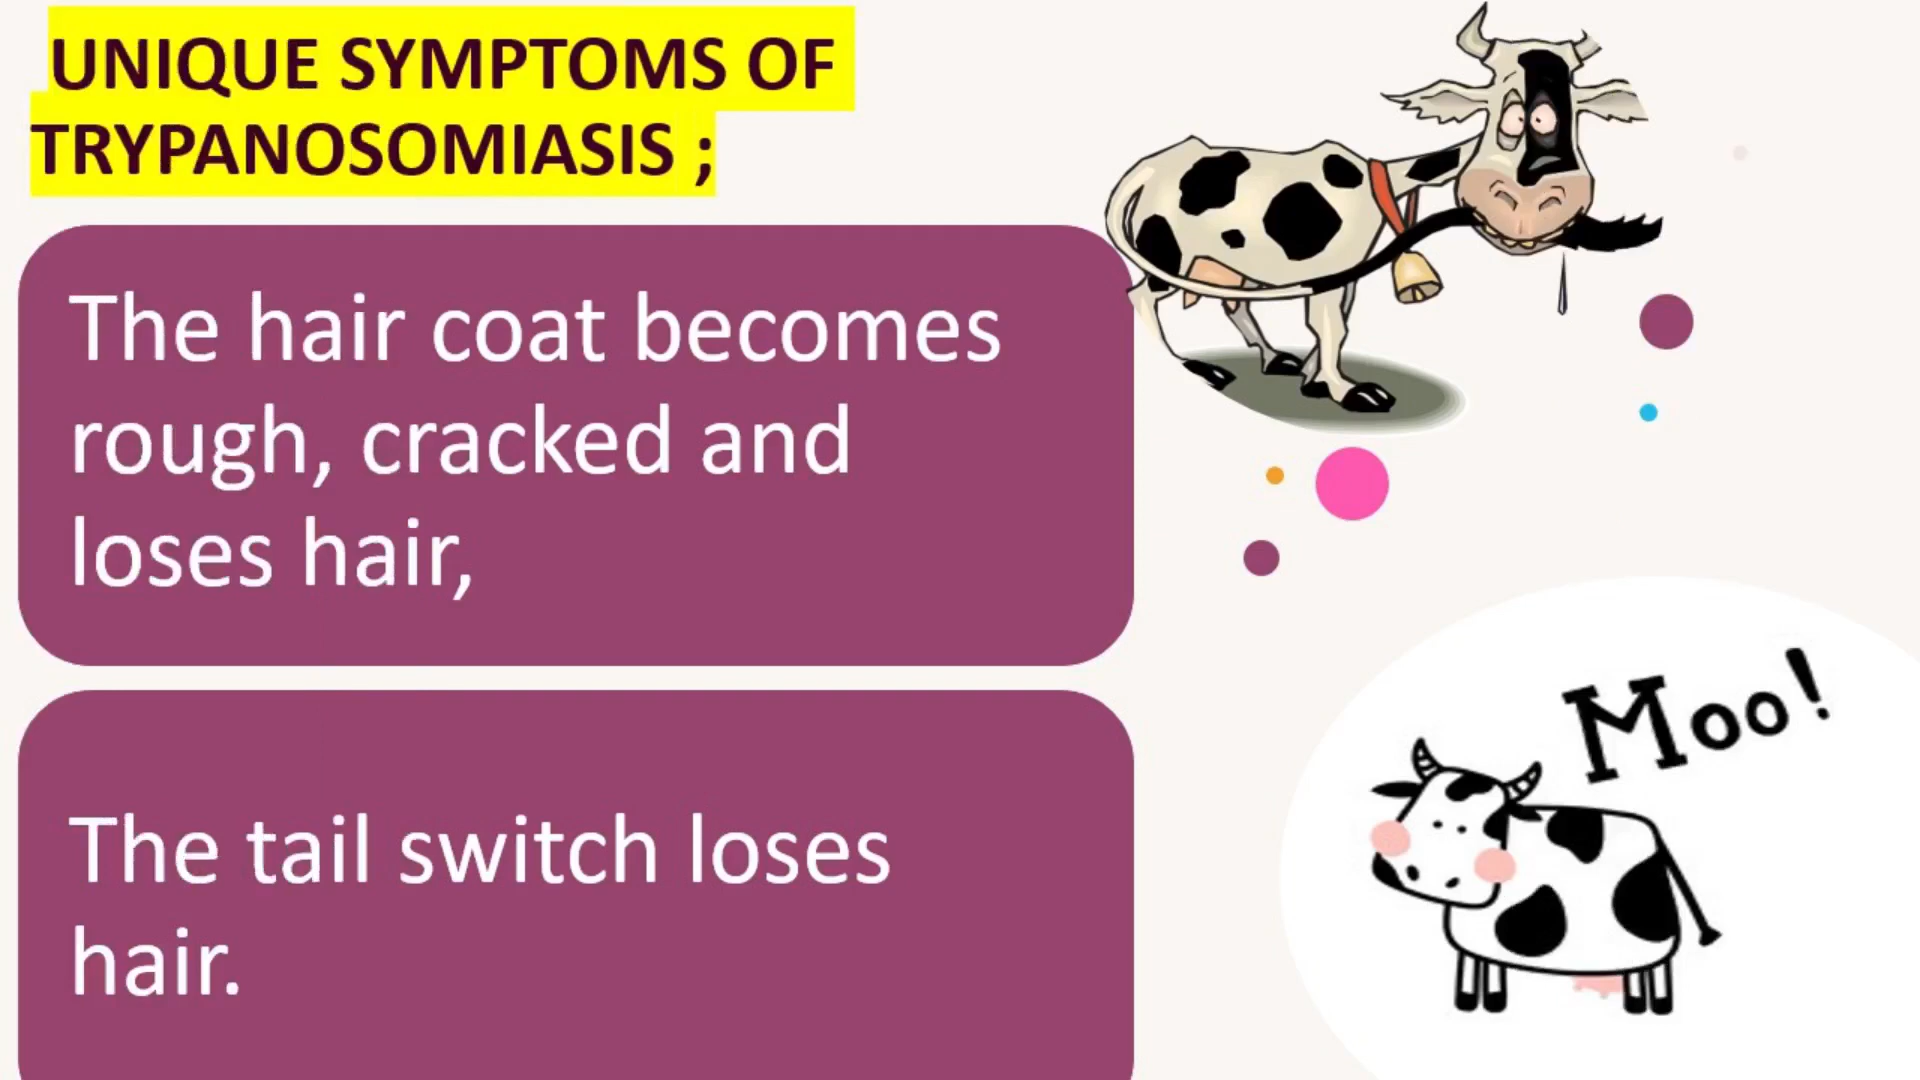 UNIQUE SYMPTOMS OF
TRYPANOSOMIASIS ;
The hair coat becomes
rough, cracked and
loses hair,
The tail switch loses
hair.
Moo!